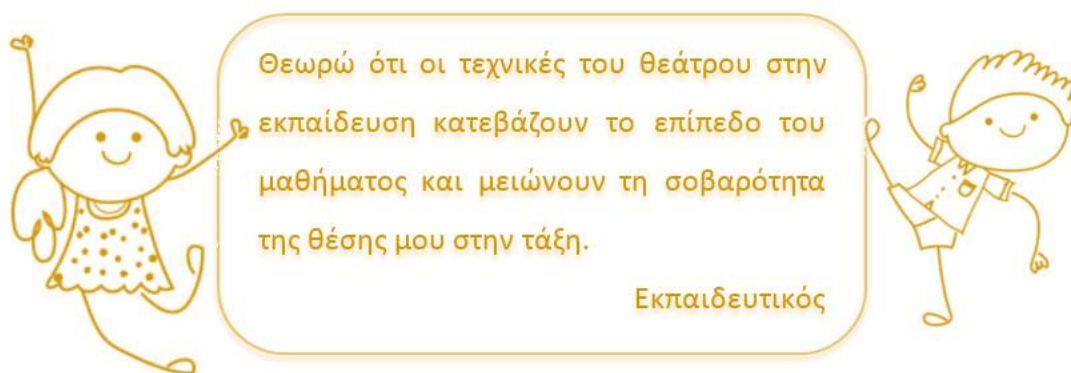 Θεωρώ ότι οι τεχνικές του θεάτρου στην
εκπαίδευση κατεβάζουν το επίπεδο του
μαθήματος και μειώνουν τη σοβαρότητα
της θέσης μου στην τάξη.
Εκπαιδευτικός